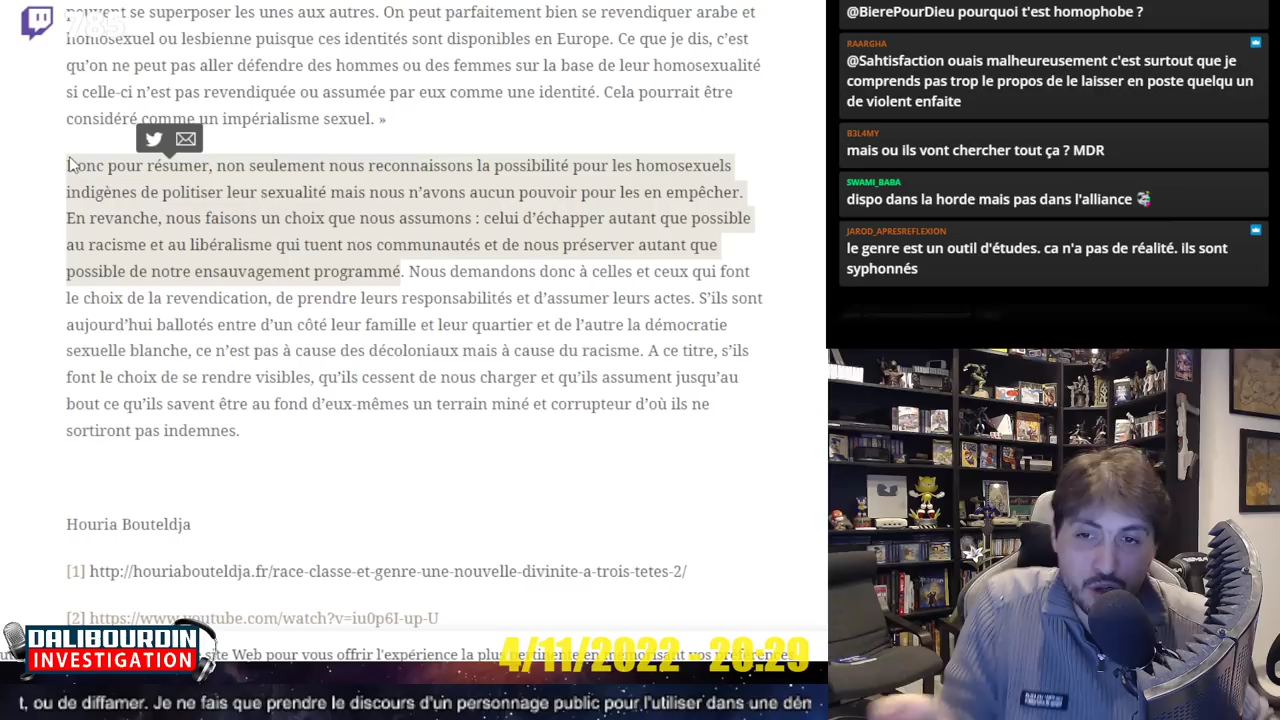 peuvent se superposer les unes aux autres. On peut parfaitement bien se revendiquer arabe et
homosexuel ou lesbienne puisque ces identités sont disponibles en Europe. Ce que je dis, c’est
qu’on ne peut pas aller défendre des hommes ou des femmes sur la base de leur homosexualité
si celle-ci n’est pas revendiquée ou assumée par eux comme une identité. Cela pourrait être
considéré comme un impérialisme sexuel. »
Donc pour résumer, non seulement nous reconnaissons la possibilité pour les homosexuels
indigènes de politiser leur sexualité mais nous n’avons aucun pouvoir pour les en empêcher.
En revanche, nous faisons un choix que nous assumons : celui d’échapper autant que possible
au racisme et au libéralisme qui tuent nos communautés et de nous préserver autant que
possible de notre ensauvagement programmé. Nous demandons donc à celles et ceux qui font
le choix de la revendication, de prendre leurs responsabilités et d’assumer leurs actes. S’ils sont
aujourd’hui ballotés entre d’un côté leur famille et leur quartier et de l’autre la démocratie
sexuelle blanche, ce n’est pas à cause des décoloniaux mais à cause du racisme. A ce titre, s’ils
font le choix de se rendre visibles, qu’ils cessent de nous charger et qu’ils assument jusqu’au
bout ce qu’ils savent être au fond d’eux-mêmes un terrain miné et corrupteur d’où ils ne
sortiront pas indemnes.
Houria Bouteldja
[1] http://houriabouteldja.fr/race-classe-et-genre-une-nouvelle-divinite-a-trois-tetes-2/
[2] https://www.youtube.com/watch?v=iu0p6I-up-U
site Web pour vous offrir l'expérience la plus pertinente en mémorisant vos préférences
DALIBOURDIN
INVESTIGATION
4/11/2022 - 20:29
t, ou de diffamer. Je ne fais que prendre le discours d'un personnage public pour l'utiliser dans une dén
@BierePourDieu pourquoi t'est homophobe ?
RAARGHA
@Sahtisfaction ouais malheureusement c'est surtout que je
comprends pas trop le propos de le laisser en poste quelqu un
de violent enfaite
B3L4MY
mais ou ils vont chercher tout ça ? MDR
SWAMI_BABA
dispo dans la horde mais pas dans l'alliance
JAROD_APRESREFLEXION
le genre est un outil d'études. ca n'a pas de réalité. ils sont
syphonnés